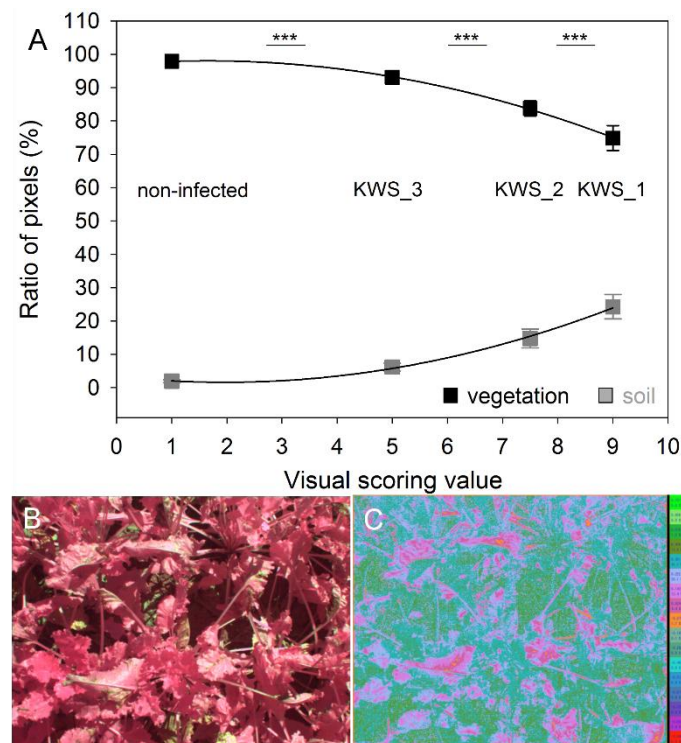 A
110
100
90
80
70
60
50
40
30
20
10
0
Ratio of pixels (%)
*** *** ***
non-infected KWS_3 KWS_2 KWS_1
vegetation soil
0 1 2 3 4 5 6 7 8 9 10
Visual scoring value
B
C